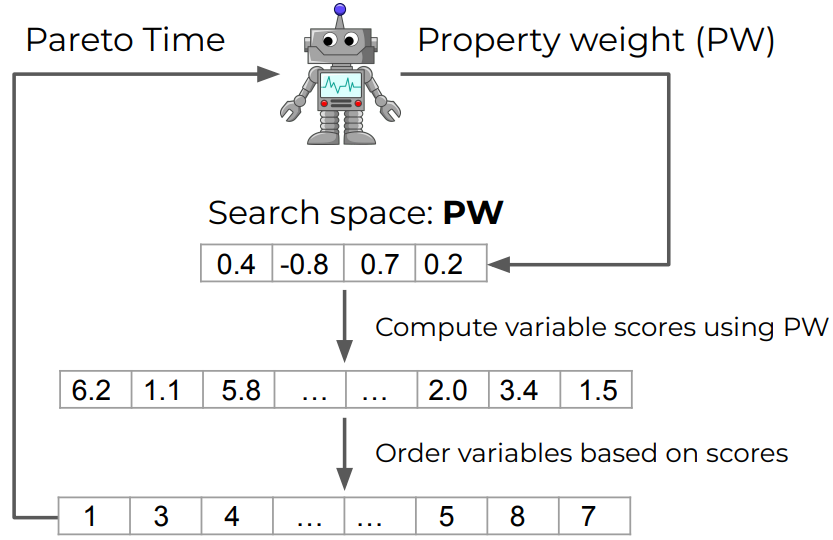 Pareto Time
Property weight (PW)
Search space: PW
0.4 -0.8 0.7 0.2
Compute variable scores using PW
6.2 1.1 5.8 ... ... 2.0 3.4 1.5
Order variables based on scores
1 3 4 ... ... 5 8 7